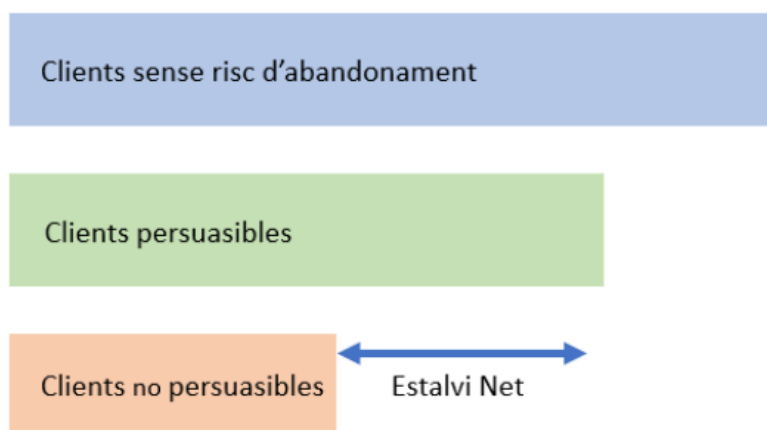 Clients sense risc d’abandonament
Clients persuasibles
Clients no persuasibles
Estalvi Net